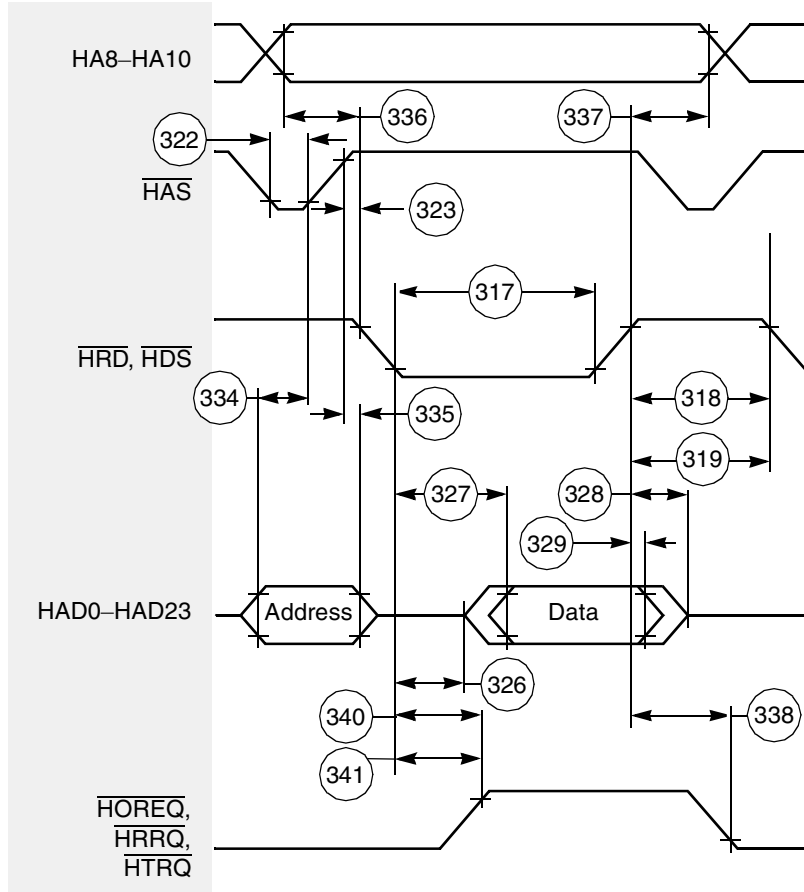 HA8–HA10
336
337
322
HAS
323
317
HRD, HDS
334
335
318
319
327
328
329
HAD0–HAD23
Address
Data
326
340
338
341
HOREQ,
HRRQ,
HTRQ